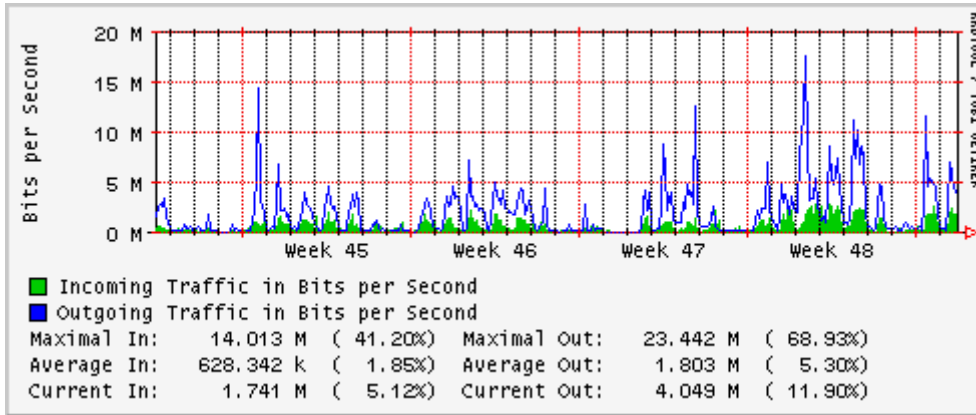 Bits per Second
20 M
15 M
10 M
5 M
0 M
Week 45 Week 46 Week 47 Week 48
Incoming Traffic in Bits per Second
Outgoing Traffic in Bits per Second
Maximal In: 14.013 M ( 41.20%) Maximal Out: 23.442 M ( 68.93%)
Average In: 628.342 k ( 1.85%) Average Out: 1.803 M ( 5.30%)
Current In: 1.741 M ( 5.12%) Current Out: 4.049 M ( 11.90%)